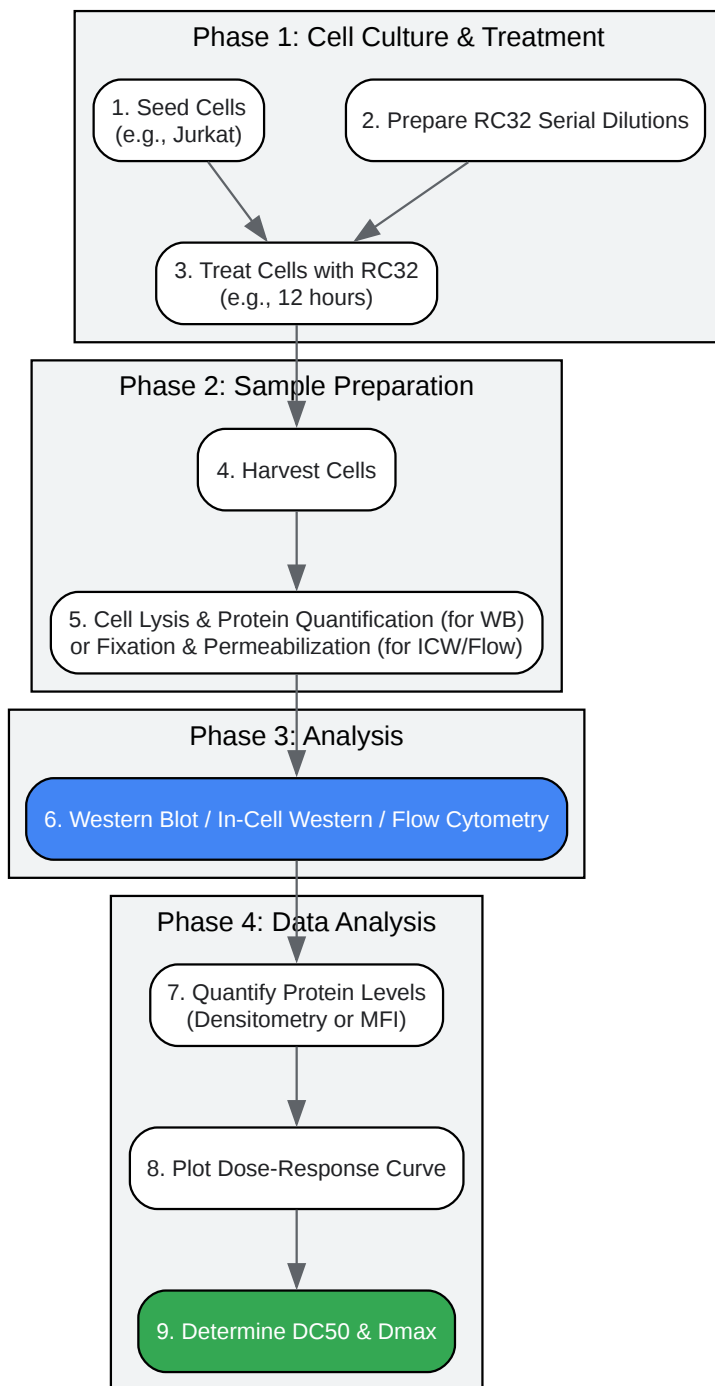 Phase 1: Cell Culture & Treatment
1. Seed Cells
(e.g., Jurkat)
2. Prepare RC32 Serial Dilutions
3. Treat Cells with RC32
(e.g., 12 hours)
Phase 2: Sample Preparation
4. Harvest Cells
5. Cell Lysis & Protein Quantification (for WB)
or Fixation & Permeabilization (for ICW/Flow)
Phase 3: Analysis
6. Western Blot / In-Cell Western / Flow Cytometry
Phase 4: Data Analysis
7. Quantify Protein Levels
(Densitometry or MFI)
8. Plot Dose-Response Curve
9. Determine DC50 & Dmax